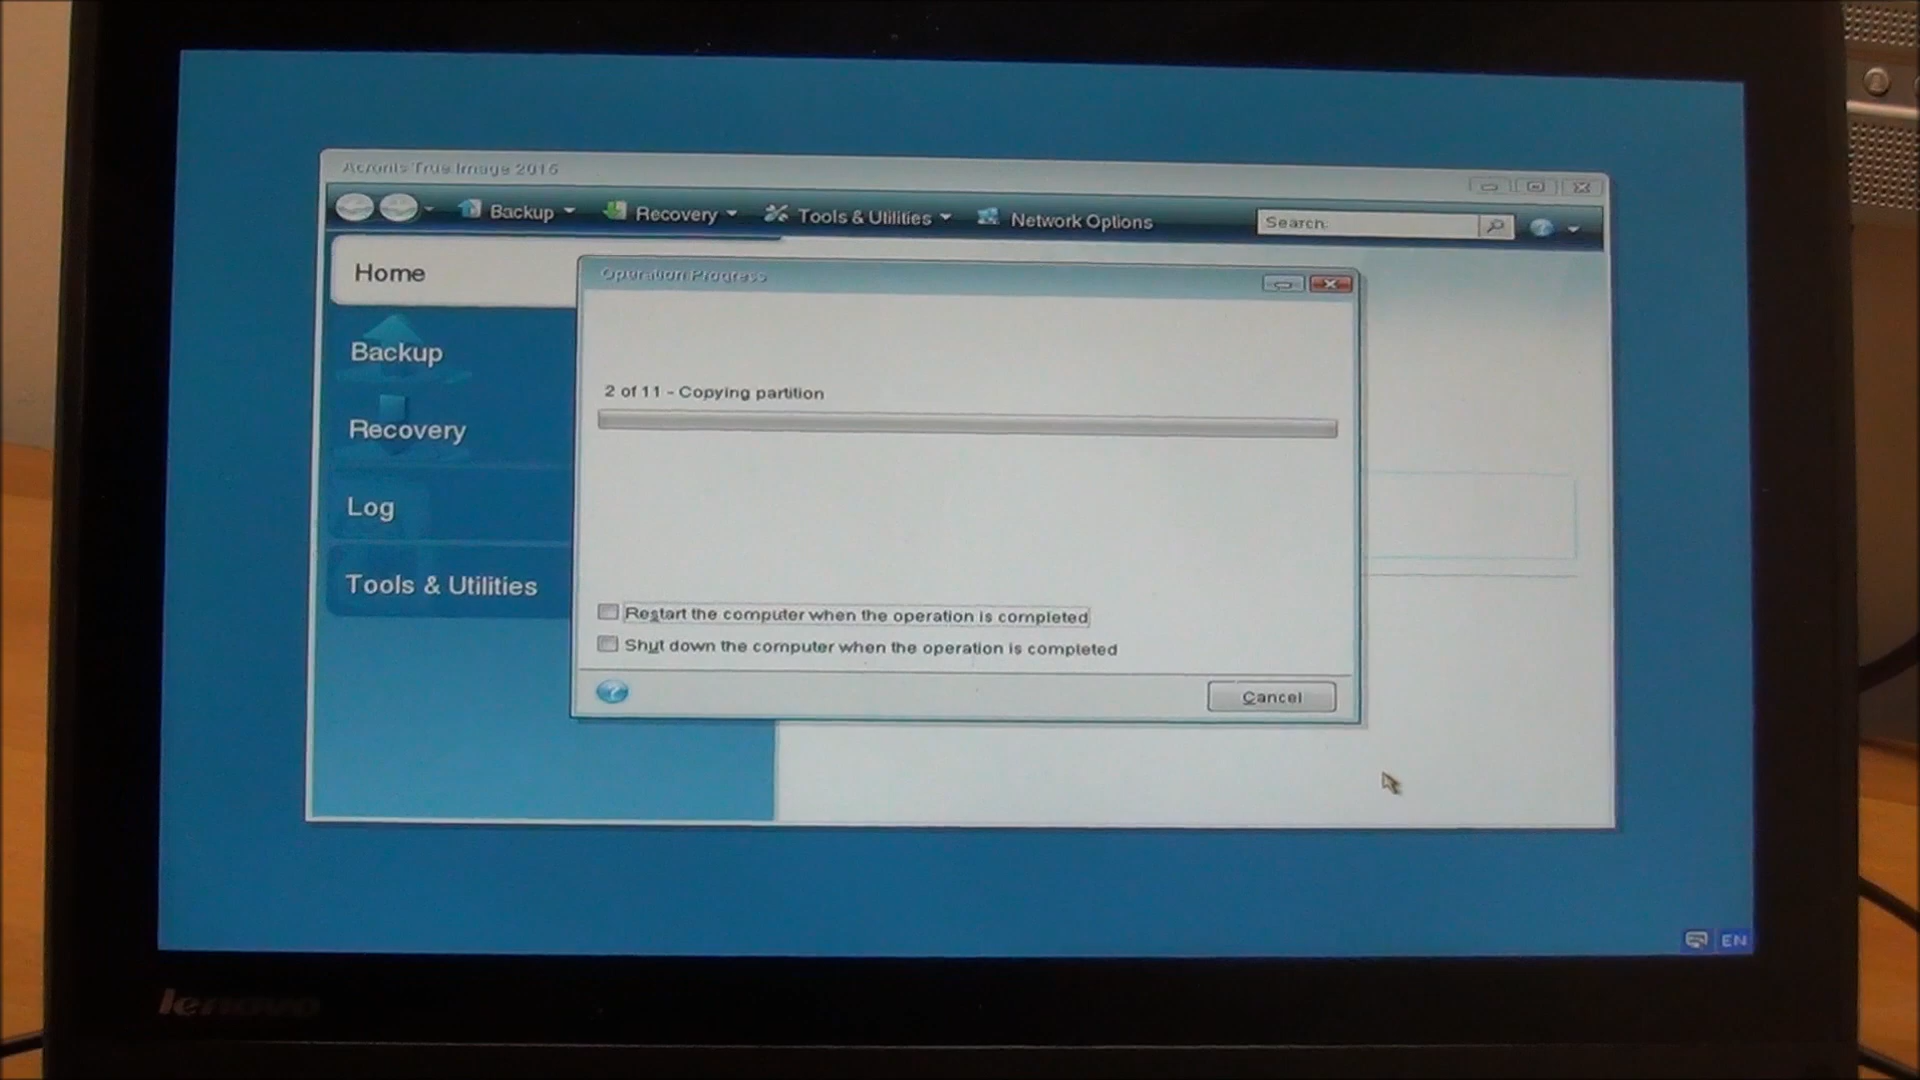 Acronis True Image 2015
Backup
Recovery
Tools & Utilities
Network Options
Search:
Home
Backup
Recovery
Log
Tools & Utilities
Operation Progress
2 of 11 - Copying partition
Restart the computer when the operation is completed
Shut down the computer when the operation is completed
Cancel
EN
lenovo